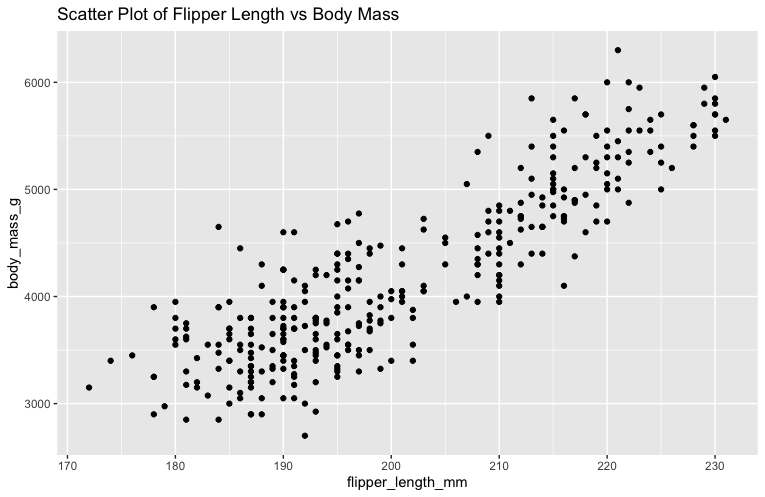 Scatter Plot of Flipper Length vs Body Mass
6000
5000
4000
3000
body_mass_g
170 180 190 200 210 220 230
flipper_length_mm